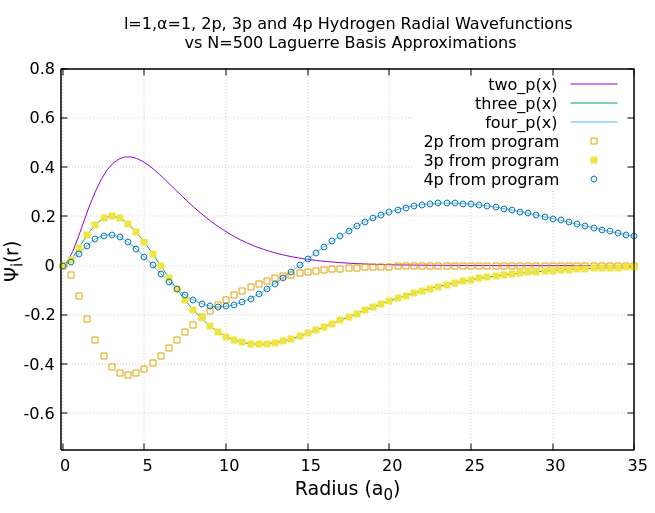 l=1,α=1, 2p, 3p and 4p Hydrogen Radial Wavefunctions
vs N=500 Laguerre Basis Approximations
two_p(x)
three_p(x)
four_p(x)
2p from program
3p from program
4p from program
0.8
0.6
0.4
0.2
0
-0.2
-0.4
-0.6
Ψi(r)
0 5 10 15 20 25 30 35
Radius (a0)